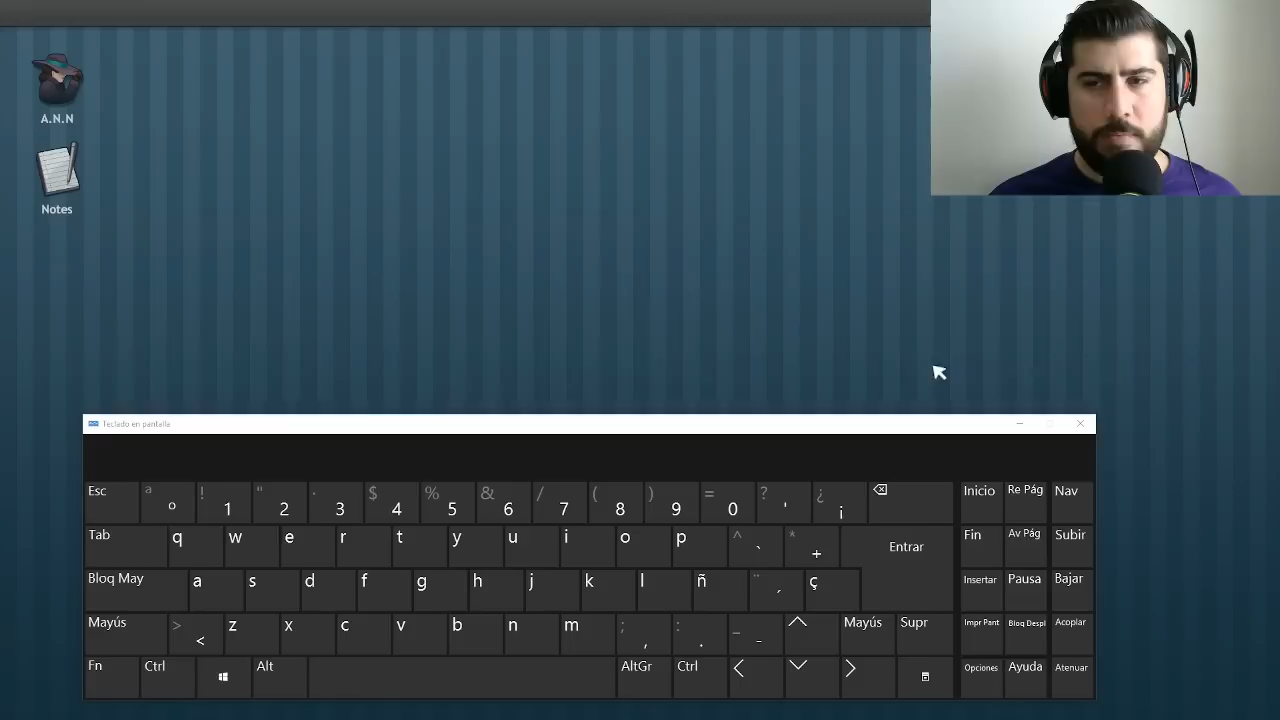 A.N.N
Notes
Teclado en pantalla
Esc ª º ! 1 " 2 · 3 $ 4 % 5 & 6 / 7 ( 8 ) 9 = 0 ? ' ¿ ¡ Inicio Re Pág Nav
Tab q w e r t y u i o p ^ ` * + Entrar Fin Av Pág Subir
Bloq May a s d f g h j k l ñ ¨ ´ ç Insertar Pausa Bajar
Mayús > < z x c v b n m ; , : . _ - Mayús Supr Impr Pant Bloq Despl Acoplar
Fn Ctrl Alt AltGr Ctrl Opciones Ayuda Atenuar